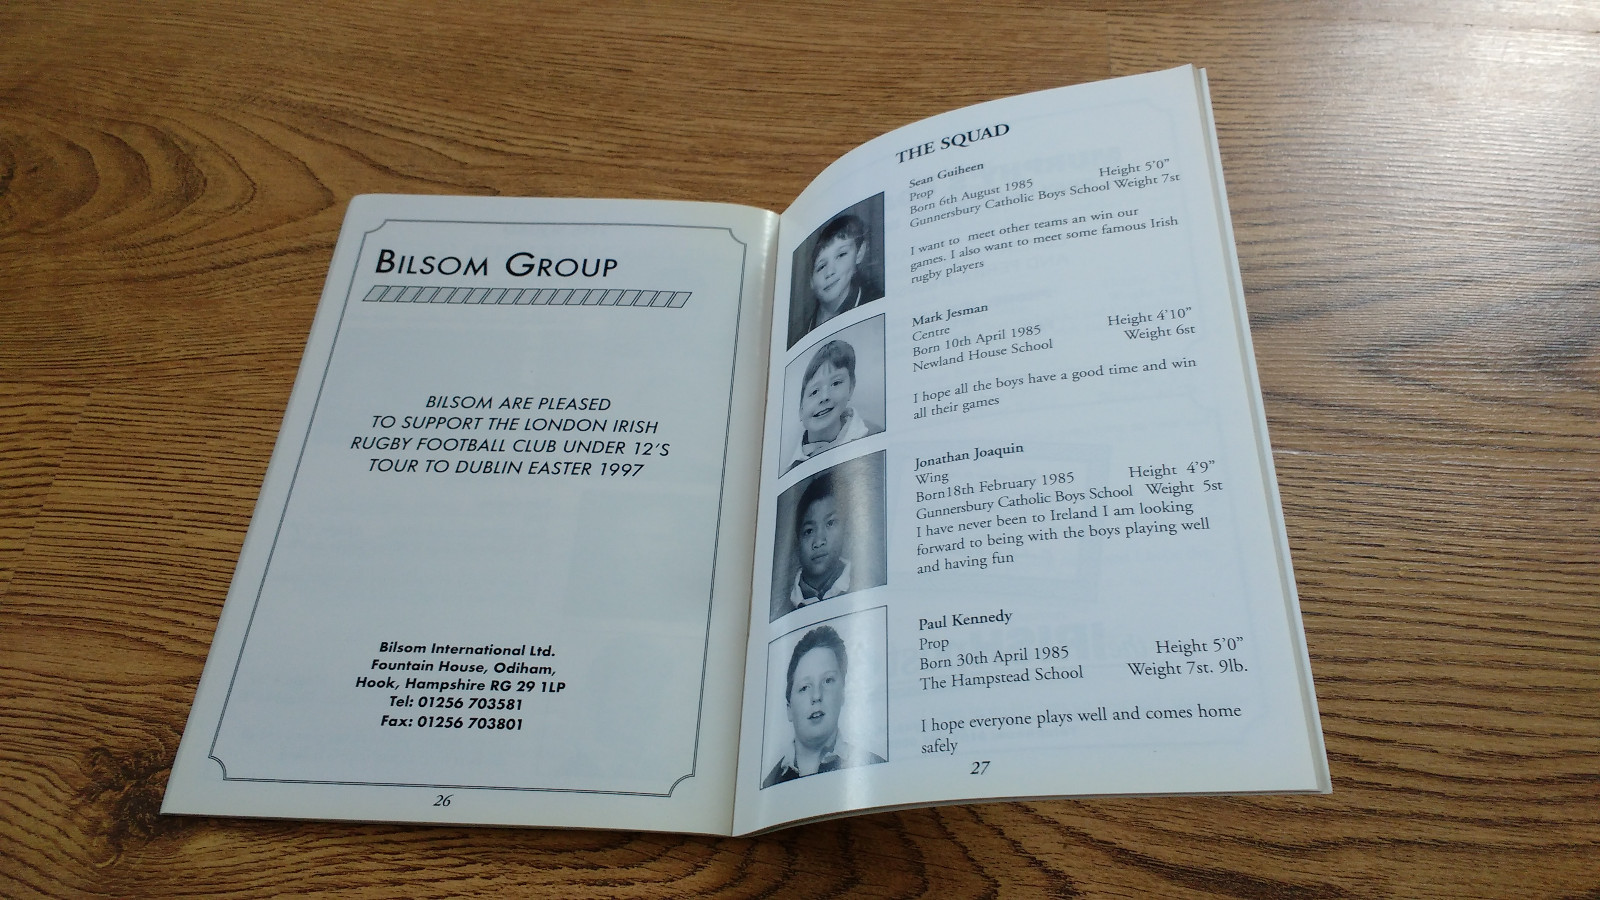 BILSOM GROUP
BILSOM ARE PLEASED
TO SUPPORT THE LONDON IRISH
RUGBY FOOTBALL CLUB UNDER 12'S
TOUR TO DUBLIN EASTER 1997
Bilsom International Ltd.
Fountain House, Odiham,
Hook, Hampshire RG 29 1LP
Tel: 01256 703581
Fax: 01256 703801
26
THE SQUAD
Sean Guiheen
Prop Height 5'0"
Born 6th August 1985
Gunnersbury Catholic Boys School Weight 7st
I want to meet other teams an win our
games. I also want to meet some famous Irish
rugby players
Mark Jesman
Centre Height 4'10"
Born 10th April 1985
Newland House School Weight 6st
I hope all the boys have a good time and win
all their games
Jonathan Joaquin
Wing
Born18th February 1985 Height 4'9"
Gunnersbury Catholic Boys School Weight 5st
I have never been to Ireland I am looking
forward to being with the boys playing well
and having fun
Paul Kennedy
Prop
Born 30th April 1985 Height 5'0"
The Hampstead School Weight 7st. 9lb.
I hope everyone plays well and comes home
safely
27